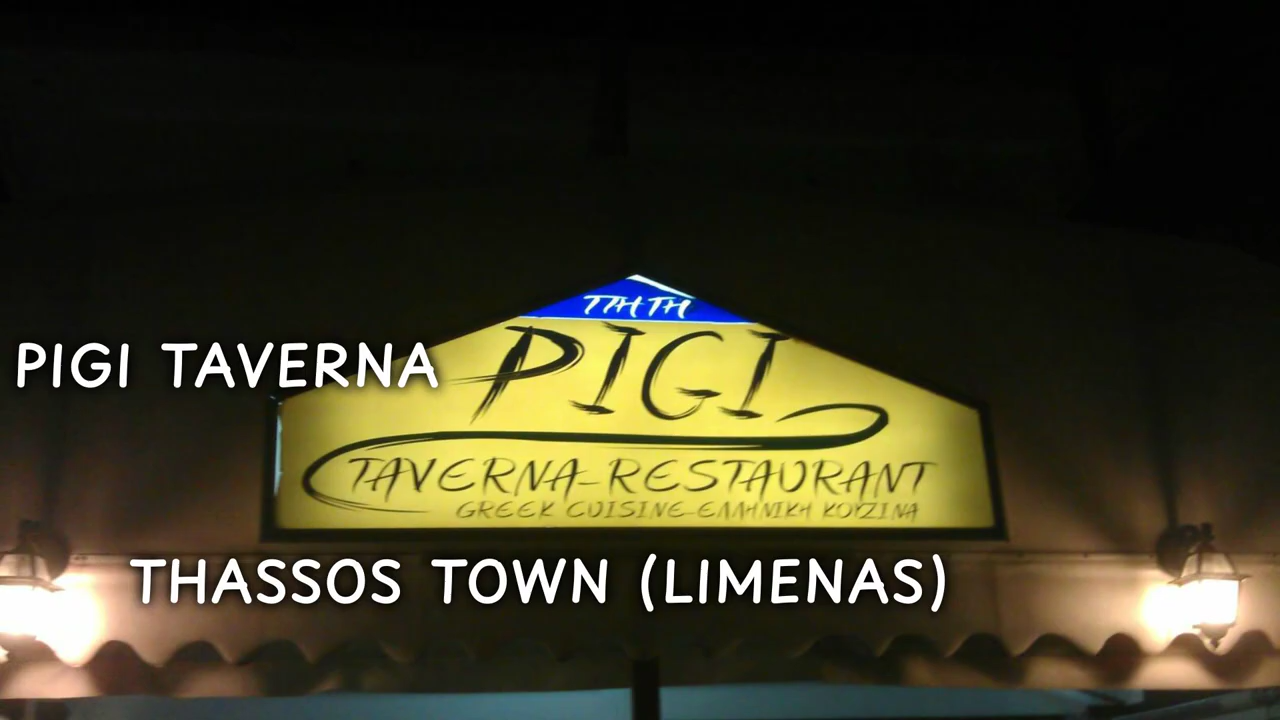 ΠΗΓΗ
PIGI
PIGI TAVERNA
TAVERNA-RESTAURANT
GREEK CUISINE-ΕΛΛΗΝΙΚΗ ΚΟΥΖΙΝΑ
THASSOS TOWN (LIMENAS)